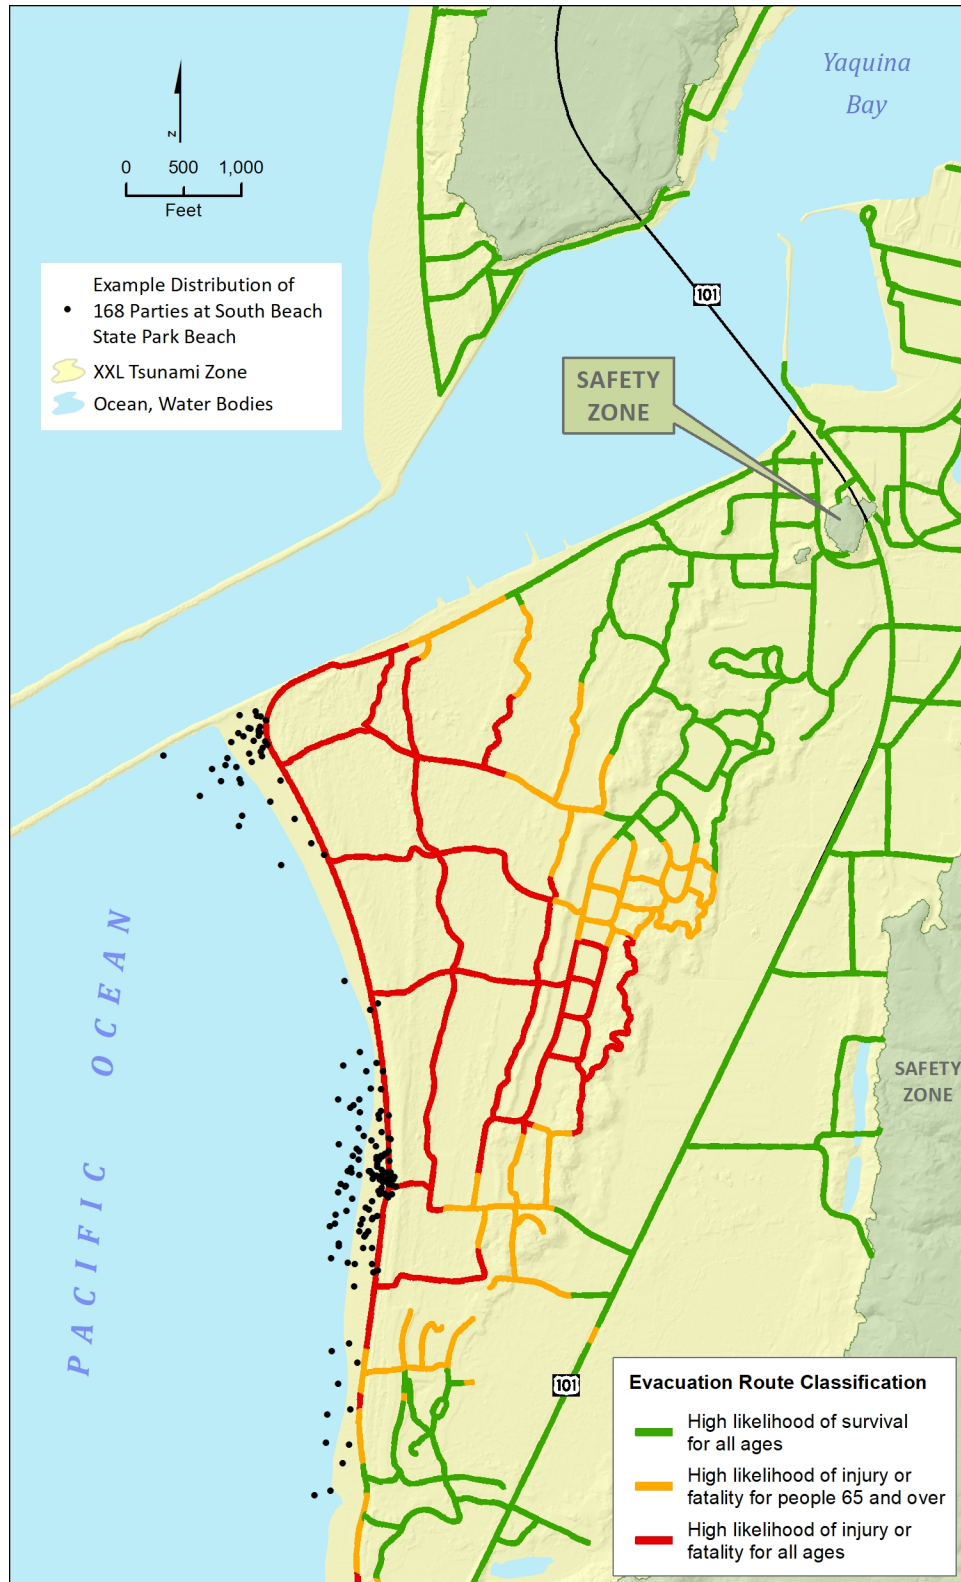 Yaquina
Bay
z
0 500 1,000
Feet
Example Distribution of
168 Parties at South Beach
State Park Beach
XXL Tsunami Zone
Ocean, Water Bodies
101
SAFETY
ZONE
PACIFIC OCEAN
SAFETY
ZONE
101
Evacuation Route Classification
High likelihood of survival
for all ages
High likelihood of injury or
fatality for people 65 and over
High likelihood of injury or
fatality for all ages